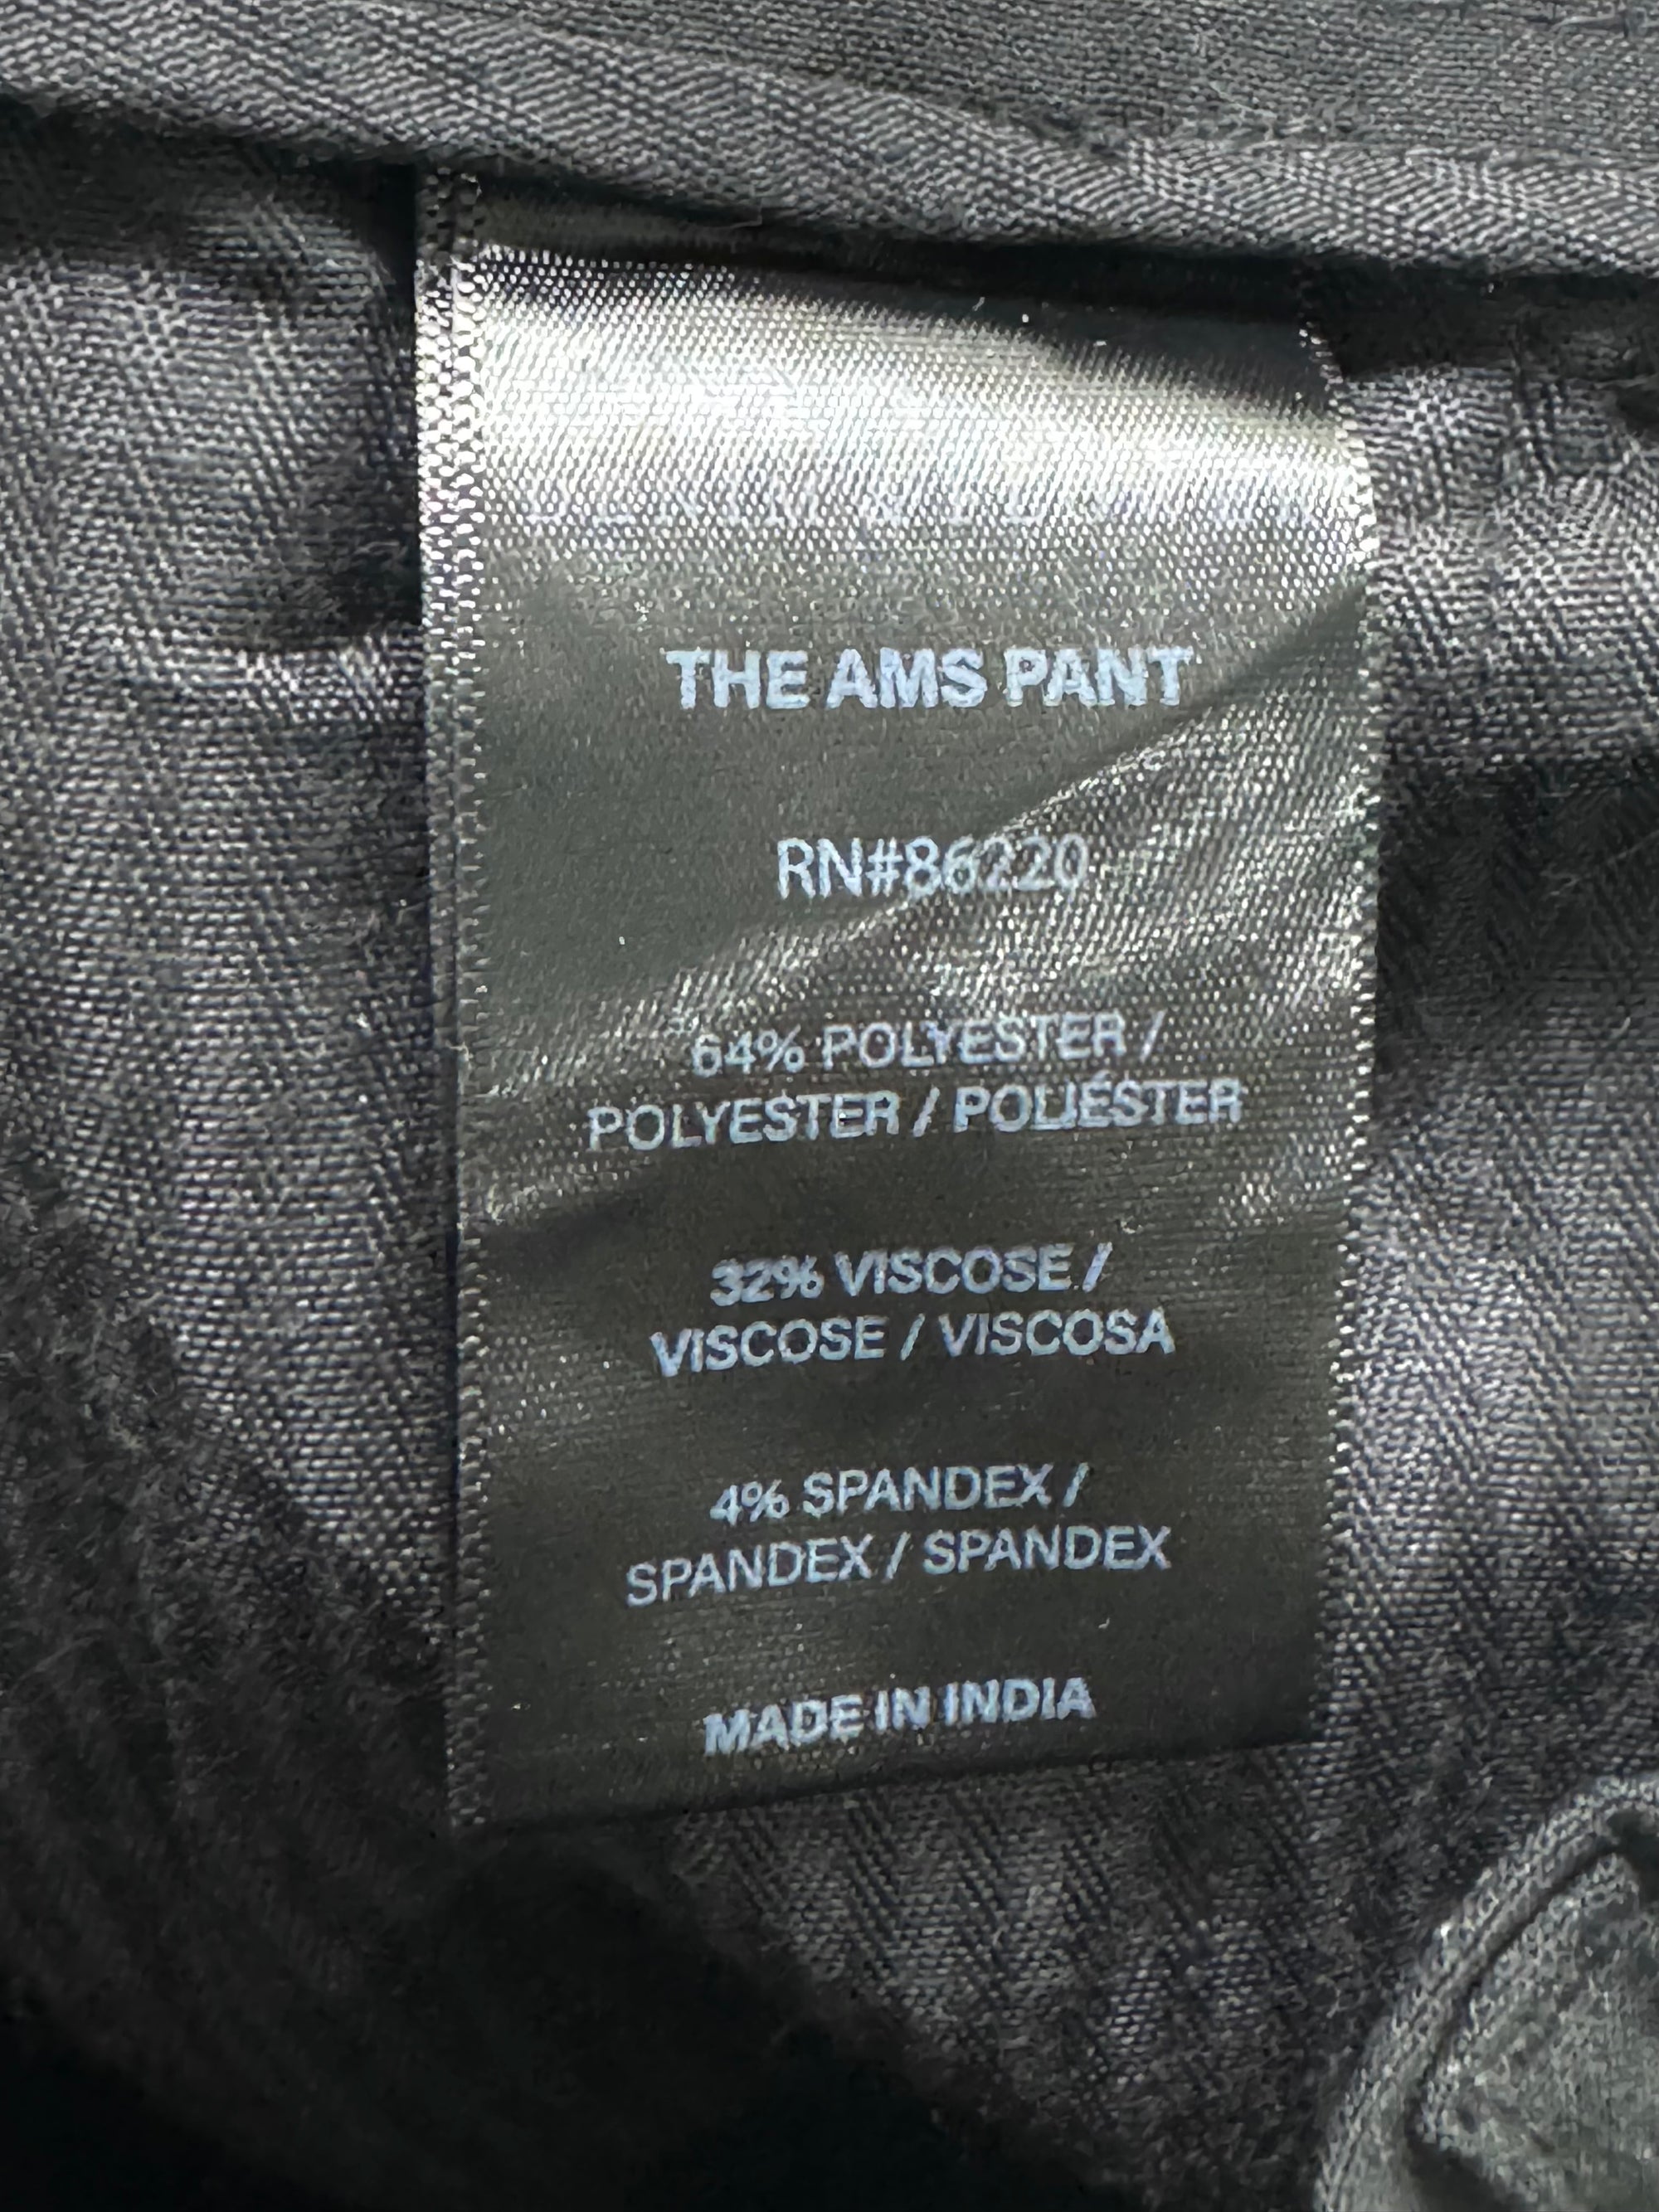 THE AMS PANT
RN#86220
64% POLYESTER /
POLYESTER / POLIÉSTER
32% VISCOSE /
VISCOSE / VISCOSA
4% SPANDEX /
SPANDEX / SPANDEX
MADE IN INDIA